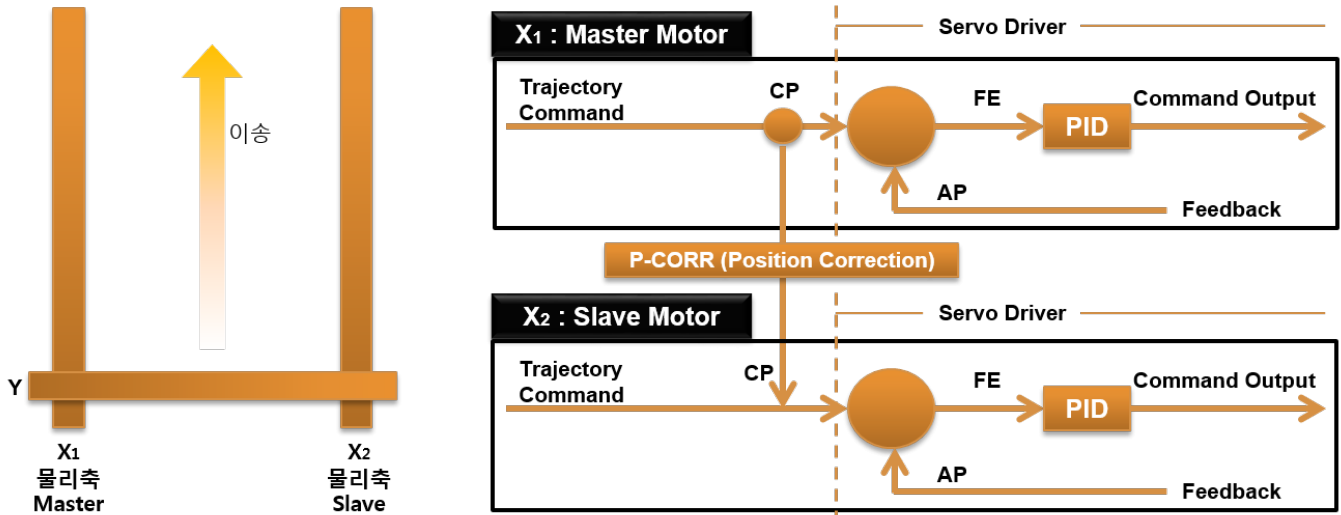 이송
Y
X1
물리축
Master
X2
물리축
Slave
X1 : Master Motor
Servo Driver
Trajectory
Command
CP
FE
PID
Command Output
AP
Feedback
P-CORR (Position Correction)
X2 : Slave Motor
Servo Driver
Trajectory
Command
CP
FE
PID
Command Output
AP
Feedback